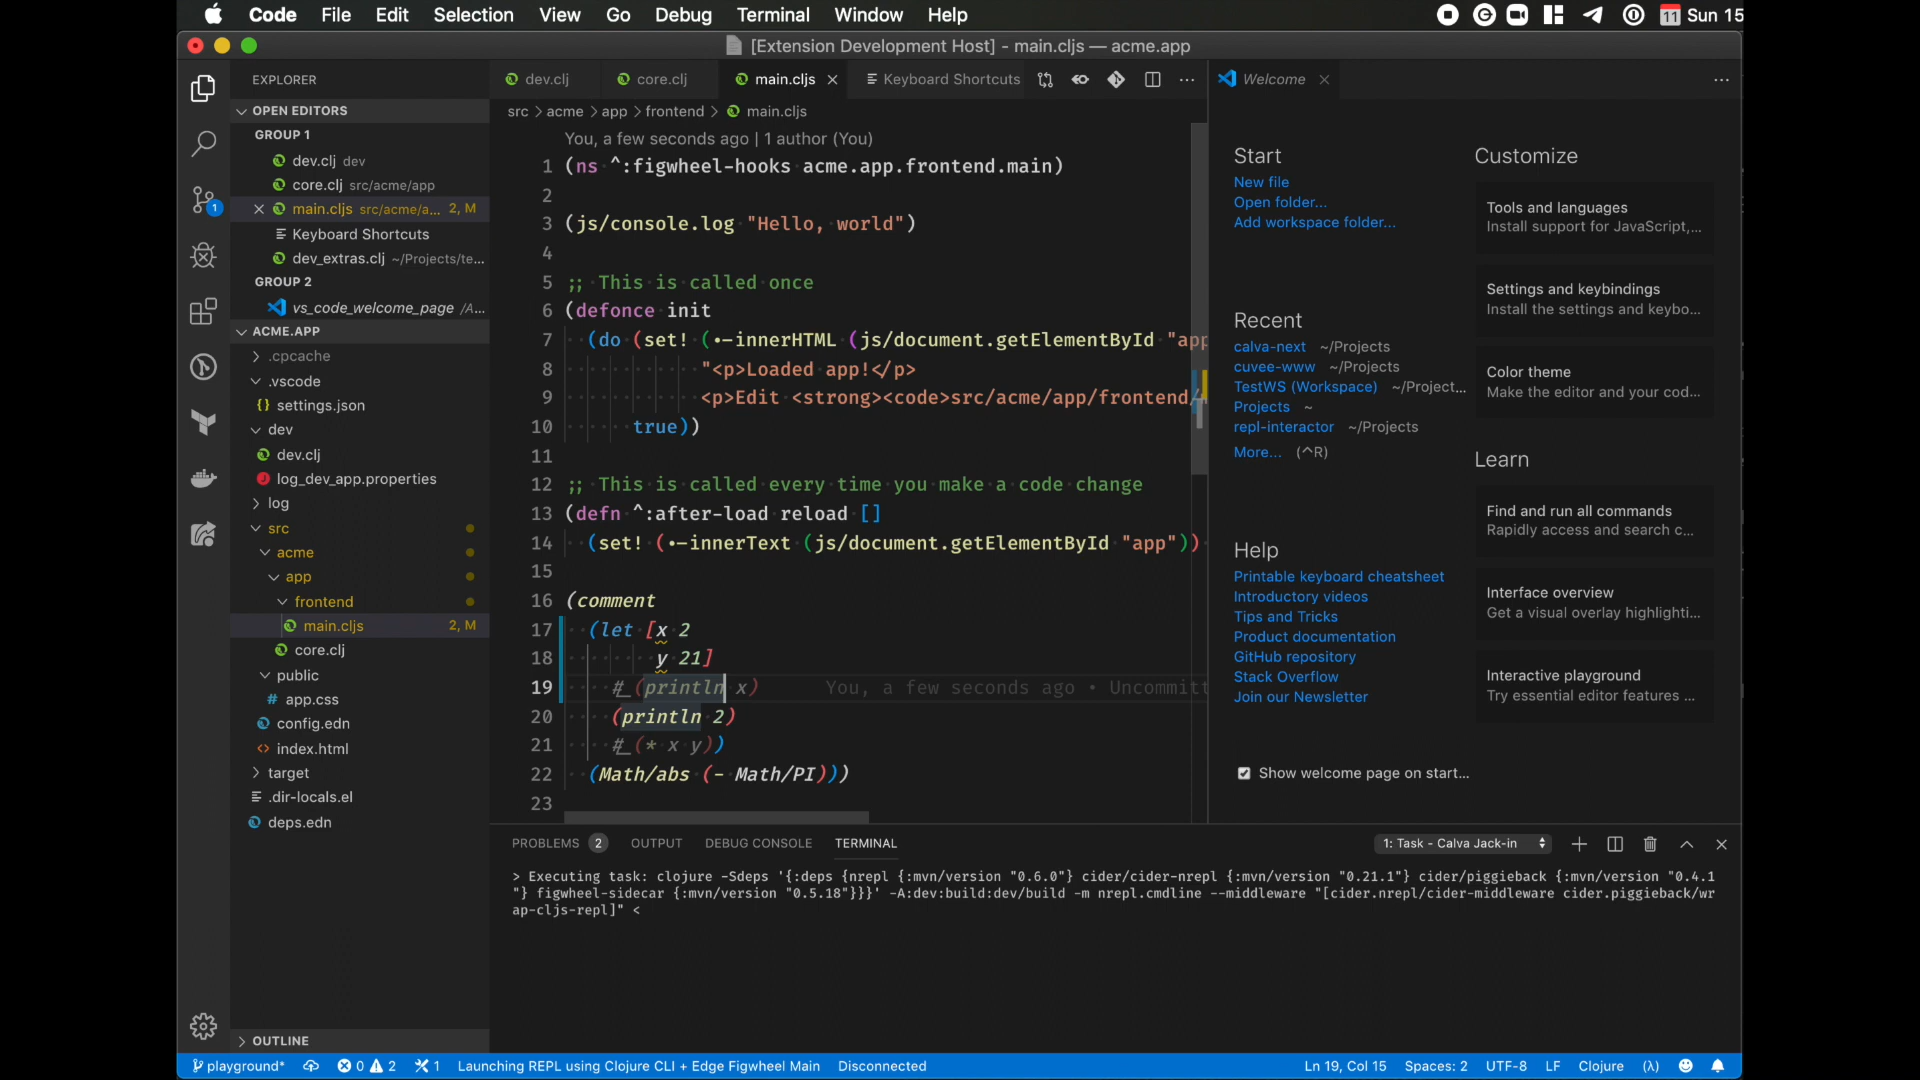 Code File Edit Selection View Go Debug Terminal Window Help
11 Sun 15
[Extension Development Host] - main.cljs — acme.app
EXPLORER
OPEN EDITORS
GROUP 1
dev.clj dev
core.clj src/acme/app
main.cljs src/acme/a... 2, M
Keyboard Shortcuts
dev_extras.clj ~/Projects/te...
GROUP 2
vs_code_welcome_page /A...
ACME.APP
.cpcache
.vscode
{} settings.json
dev
dev.clj
log_dev_app.properties
log
src
acme
app
frontend
main.cljs 2, M
core.clj
public
# app.css
config.edn
<> index.html
target
.dir-locals.el
deps.edn
OUTLINE
dev.clj core.clj main.cljs Keyboard Shortcuts
src > acme > app > frontend > main.cljs
You, a few seconds ago | 1 author (You)
1 (ns ^:figwheel-hooks acme.app.frontend.main)
2
3 (js/console.log "Hello, world")
4
5 ;; This is called once
6 (defonce init
7 (do (set! (.-innerHTML (js/document.getElementById "app
8 "<p>Loaded app!</p>
9 <p>Edit <strong><code>src/acme/app/frontend/
10 true))
11
12 ;; This is called every time you make a code change
13 (defn ^:after-load reload []
14 (set! (.-innerText (js/document.getElementById "app"))
15
16 (comment
17 (let [x 2
18 y 21]
19 #_(println x) You, a few seconds ago • Uncommitt
20 (println 2)
21 #_(* x y))
22 (Math/abs (- Math/PI)))
23
Welcome
Start
New file
Open folder...
Add workspace folder...
Recent
calva-next ~/Projects
cuvee-www ~/Projects
TestWS (Workspace) ~/Project...
Projects ~
repl-interactor ~/Projects
More... (^R)
Help
Printable keyboard cheatsheet
Introductory videos
Tips and Tricks
Product documentation
GitHub repository
Stack Overflow
Join our Newsletter
Show welcome page on start...
Customize
Tools and languages
Install support for JavaScript,...
Settings and keybindings
Install the settings and keybo...
Color theme
Make the editor and your cod...
Learn
Find and run all commands
Rapidly access and search c...
Interface overview
Get a visual overlay highlighti...
Interactive playground
Try essential editor features ...
PROBLEMS 2 OUTPUT DEBUG CONSOLE TERMINAL 1: Task - Calva Jack-in
> Executing task: clojure -Sdeps '{:deps {nrepl {:mvn/version "0.6.0"} cider/cider-nrepl {:mvn/version "0.21.1"} cider/piggieback {:mvn/version "0.4.1
"} figwheel-sidecar {:mvn/version "0.5.18"}}}' -A:dev:build:dev/build -m nrepl.cmdline --middleware "[cider.nrepl/cider-middleware cider.piggieback/wr
ap-cljs-repl]" <
playground* 0 2 1 Launching REPL using Clojure CLI + Edge Figwheel Main Disconnected Ln 19, Col 15 Spaces: 2 UTF-8 LF Clojure (λ)